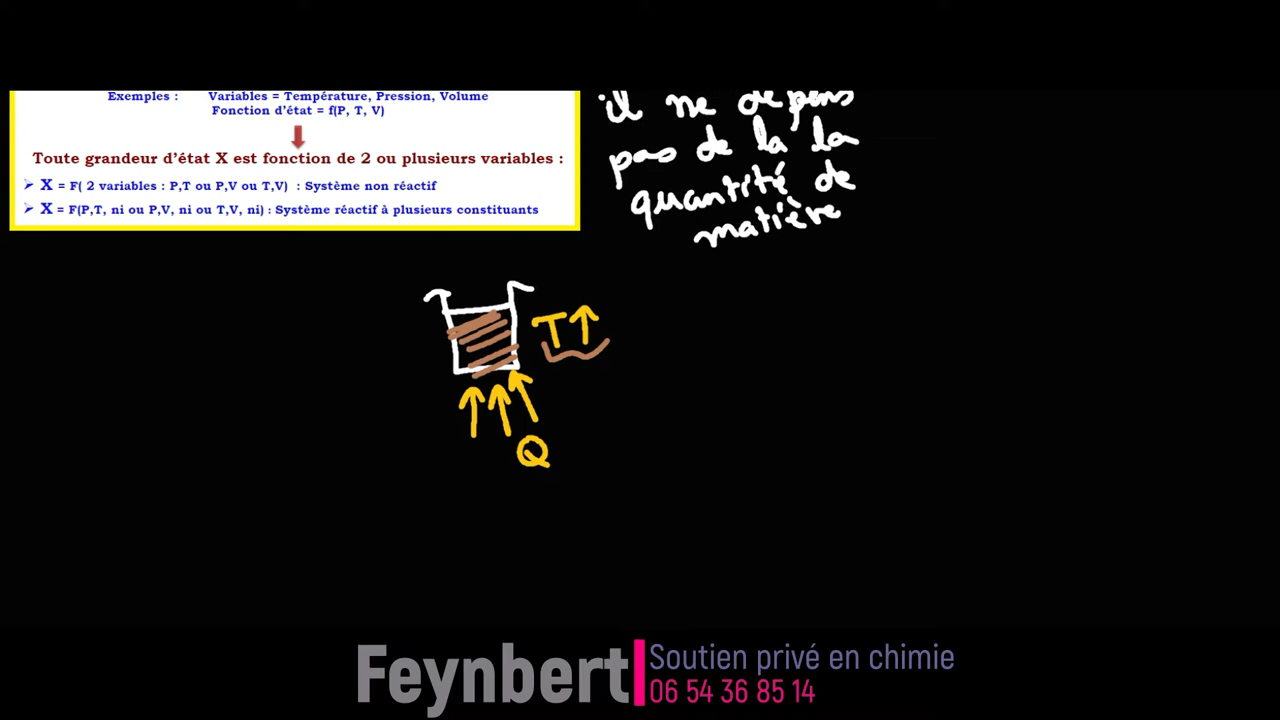 Exemples : Variables = Température, Pression, Volume
Fonction d'état = f(P, T, V)
Toute grandeur d'état X est fonction de 2 ou plusieurs variables :
➢ X = F( 2 variables : P,T ou P,V ou T,V) : Système non réactif
➢ X = F(P,T, ni ou P,V, ni ou T,V, ni) : Système réactif à plusieurs constituants
il ne dépens
pas de la la
quantité de
matière
T↑
Q
Feynbert
Soutien privé en chimie
06 54 36 85 14